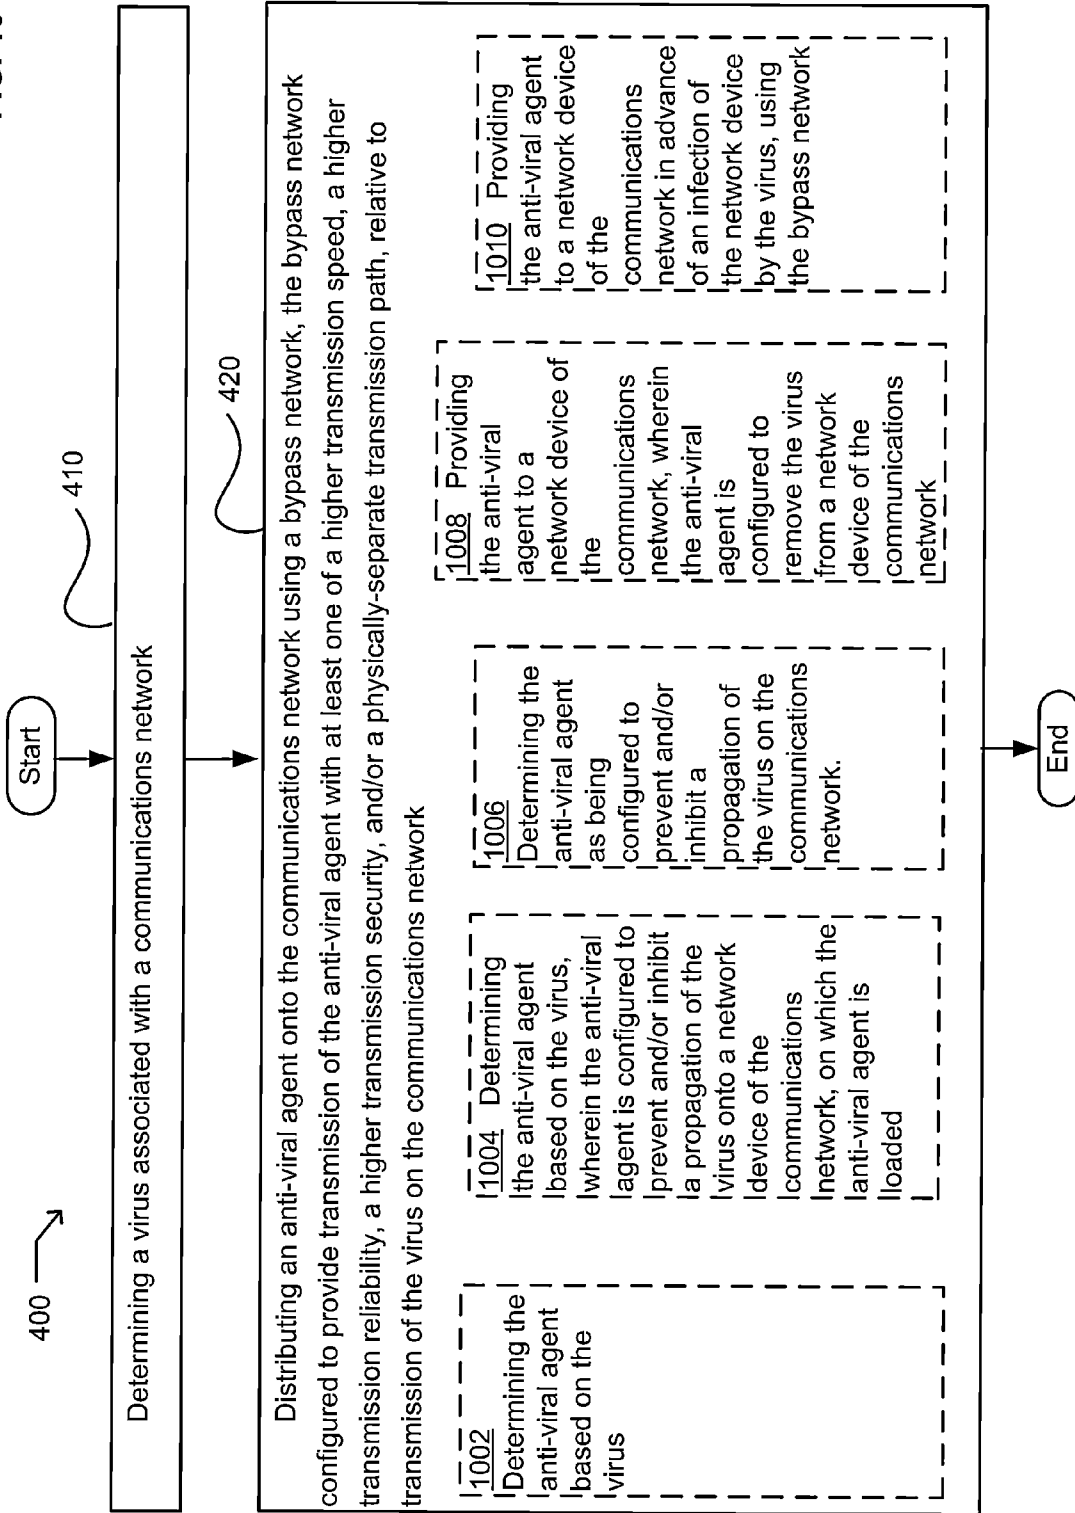 400
Start
410
Determining a virus associated with a communications network
420
Distributing an anti-viral agent onto the communications network using a bypass network, the bypass network
configured to provide transmission of the anti-viral agent with at least one of a higher transmission speed, a higher
transmission reliability, a higher transmission security, and/or a physically-separate transmission path, relative to
transmission of the virus on the communications network
1002
Determining the
anti-viral agent
based on the
virus
1004 Determining
the anti-viral agent
based on the virus,
wherein the anti-viral
agent is configured to
prevent and/or inhibit
a propagation of the
virus onto a network
device of the
communications
network, on which the
anti-viral agent is
loaded
1006
Determining the
anti-viral agent
as being
configured to
prevent and/or
inhibit a
propagation of
the virus on the
communications
network.
1008 Providing
the anti-viral
agent to a
network device of
the
communications
network, wherein
the anti-viral
agent is
configured to
remove the virus
from a network
device of the
communications
network
1010 Providing
the anti-viral agent
to a network device
of the
communications
network in advance
of an infection of
the network device
by the virus, using
the bypass network
End